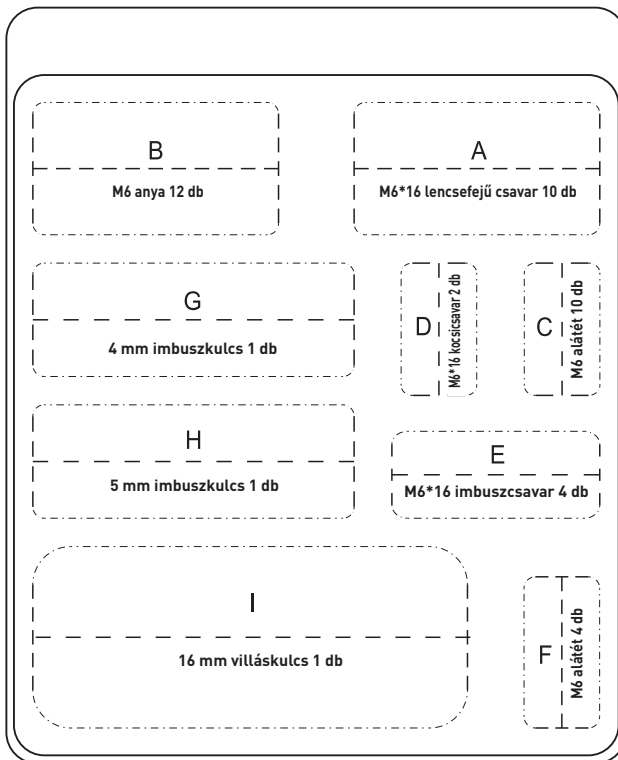 B
M6 anya 12 db
A
M6*16 lencsefejű csavar 10 db
G
4 mm imbuszkulcs 1 db
D
M6*16 kocsicsavar 2 db
C
M6 alátét 10 db
H
5 mm imbuszkulcs 1 db
E
M6*16 imbuszcsavar 4 db
I
16 mm villáskulcs 1 db
F
M6 alátét 4 db